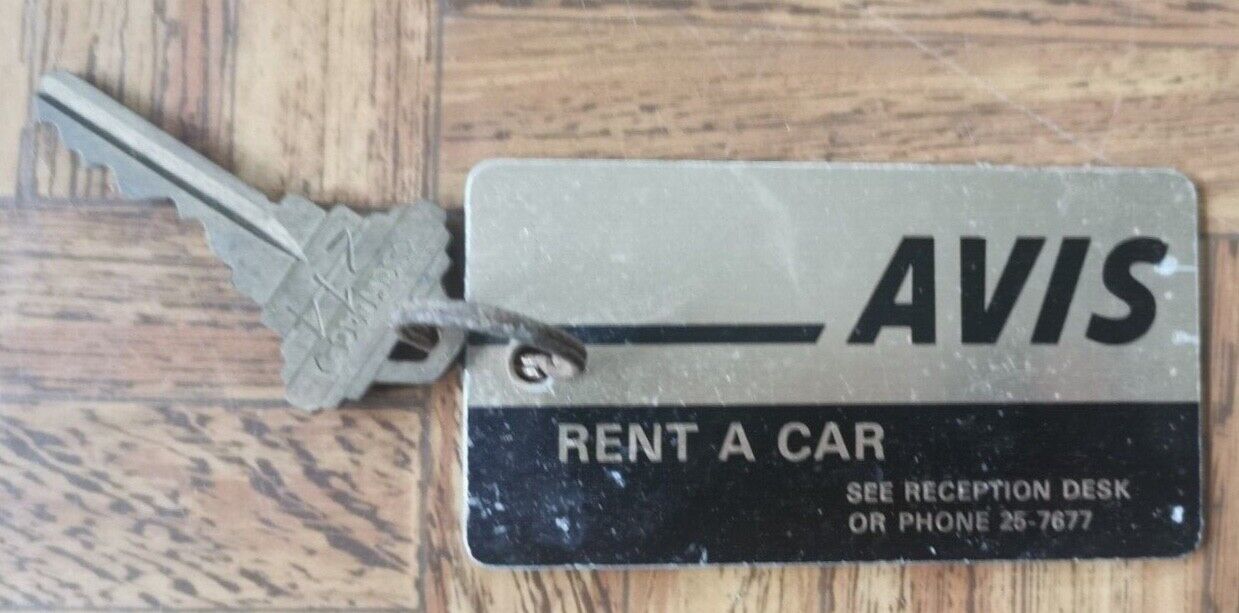 AVIS
RENT A CAR
SEE RECEPTION DESK
OR PHONE 25-7677